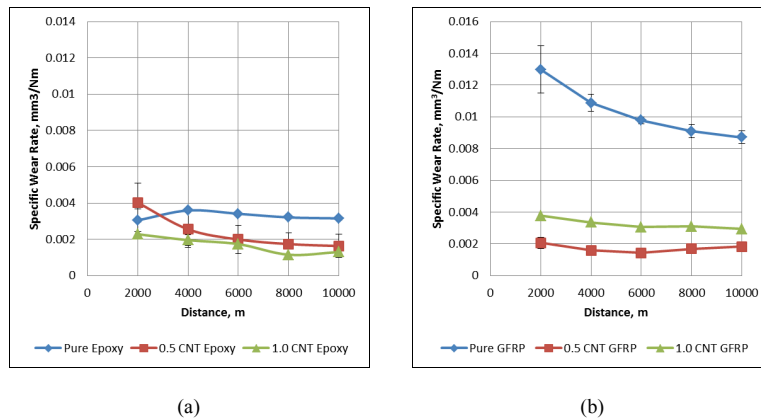 0.014
0.012
0.01
0.008
0.006
0.004
0.002
0
Specific Wear Rate, mm3/Nm
0 2000 4000 6000 8000 10000
Distance, m
Pure Epoxy 0.5 CNT Epoxy 1.0 CNT Epoxy
(a)
0.016
0.014
0.012
0.01
0.008
0.006
0.004
0.002
0
Specific Wear Rate, mm³/Nm
0 2000 4000 6000 8000 10000
Distance, m
Pure GFRP 0.5 CNT GFRP 1.0 CNT GFRP
(b)